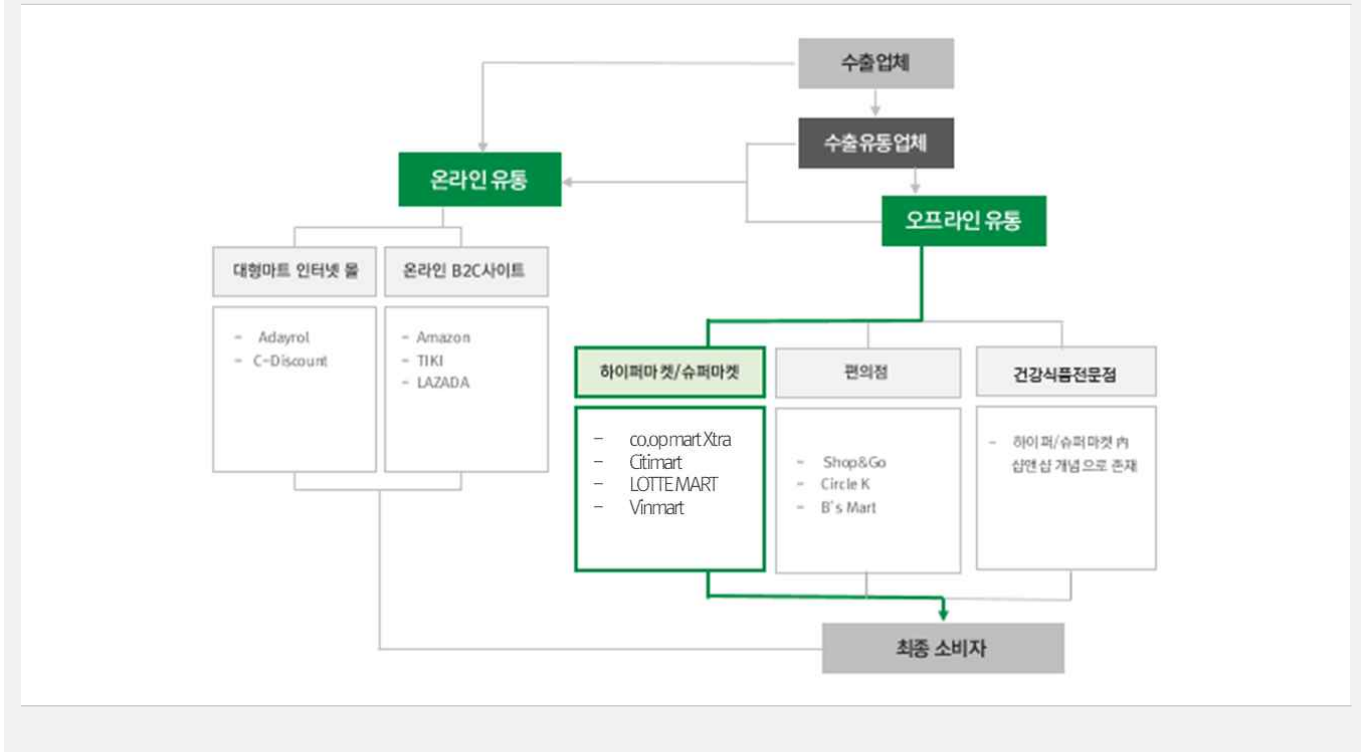 수출업체
수출유통업체
온라인 유통
오프라인 유통
대형마트 인터넷 몰
온라인 B2C사이트
- Adayrol
- C-Discount
- Amazon
- TIKI
- LAZADA
하이퍼마켓/슈퍼마켓
편의점
건강식품전문점
- co.opmart Xtra
- Citimart
- LOTTE MART
- Vinmart
- Shop&Go
- Circle K
- B's Mart
- 하이퍼/슈퍼마켓 内
샵앤샵 개념으로 존재
최종 소비자